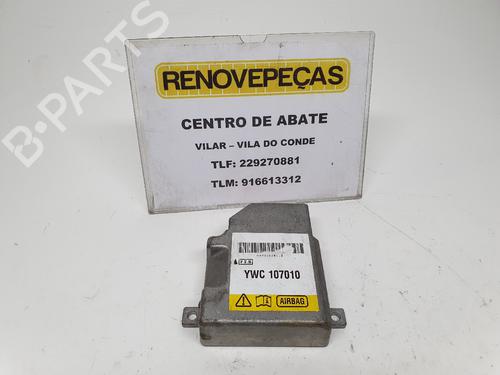 B-PARTS
RENOVEPEÇAS
CENTRO DE ABATE
VILAR – VILA DO CONDE
TLF: 229270881
TLM: 916613312
YWC 107010
AIRBAG